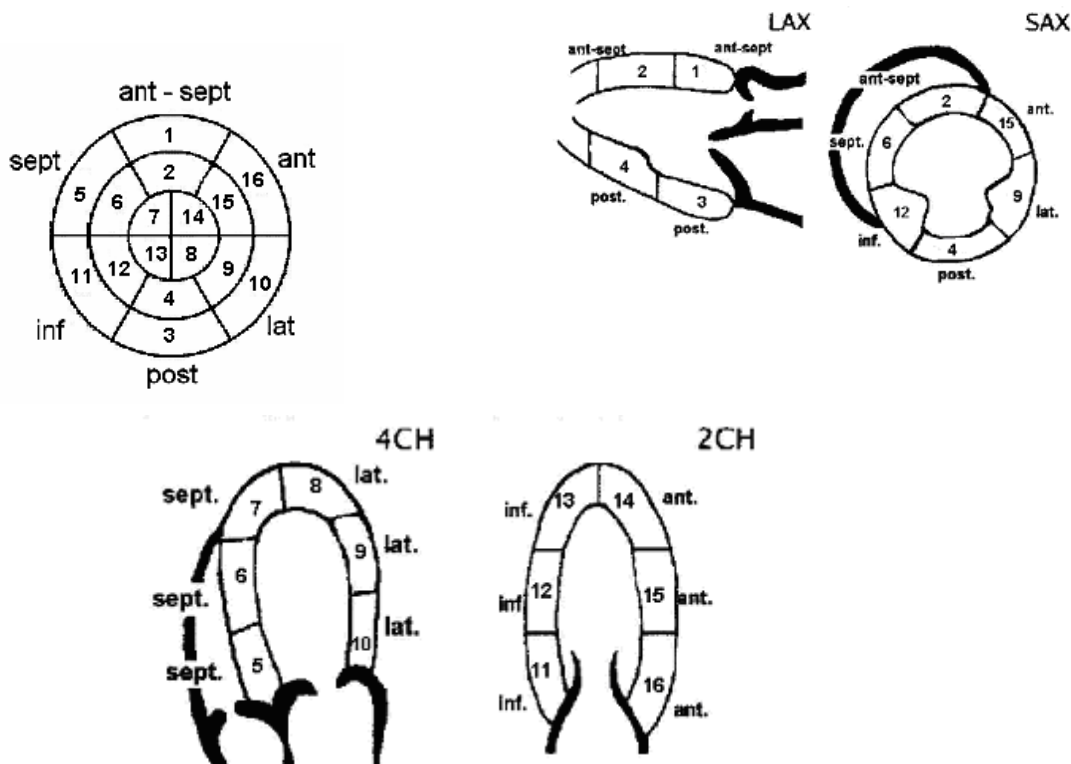 ant - sept
sept
ant
1
2
5
6
7
14
15
16
13
8
11
12
9
10
4
3
inf
lat
post
LAX
ant-sept
ant-sept
2
1
4
3
post.
post.
SAX
ant-sept
2
15
ant.
sept.
6
9
12
lat.
inf.
4
post.
4CH
sept.
7
8
lat.
9
lat.
6
sept.
lat.
10
5
sept.
2CH
inf.
13
14
ant.
inf
12
15
ant.
11
16
Inf.
ant.